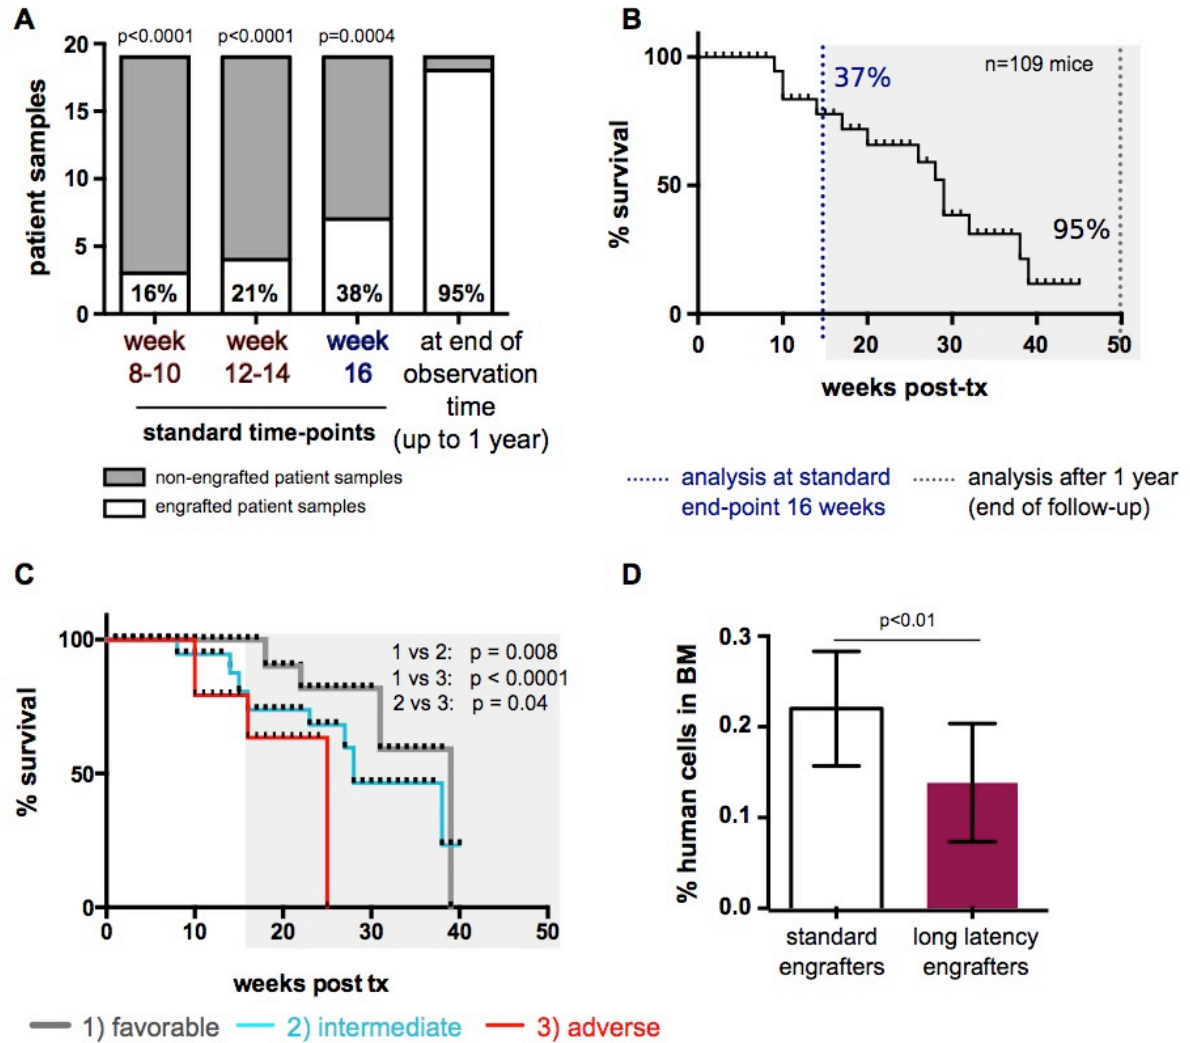 A
p<0.0001 p<0.0001 p=0.0004
20
15
10
5
0
patient samples
16% 21% 38% 95%
week 8-10
week 12-14
week 16
at end of
observation
time
(up to 1 year)
standard time-points
non-engrafted patient samples
engrafted patient samples
B
n=109 mice
37%
95%
100
50
0
% survival
0 10 20 30 40 50
weeks post-tx
analysis at standard
end-point 16 weeks
analysis after 1 year
(end of follow-up)
C
1 vs 2: p = 0.008
1 vs 3: p < 0.0001
2 vs 3: p = 0.04
100
50
0
% survival
0 10 20 30 40 50
weeks post tx
1) favorable 2) intermediate 3) adverse
D
p<0.01
0.3
0.2
0.1
0.0
% human cells in BM
standard
engrafters
long latency
engrafters